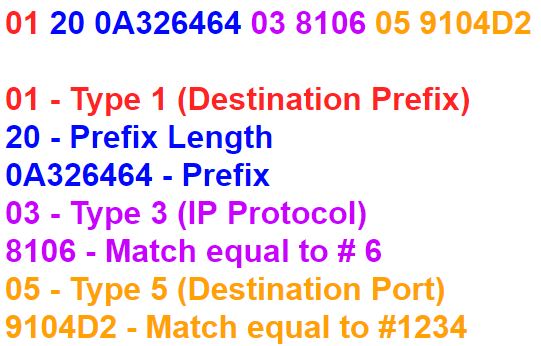 01 20 0A326464 03 8106 05 9104D2
01 - Type 1 (Destination Prefix)
20 - Prefix Length
0A326464 - Prefix
03 - Type 3 (IP Protocol)
8106 - Match equal to # 6
05 - Type 5 (Destination Port)
9104D2 - Match equal to #1234